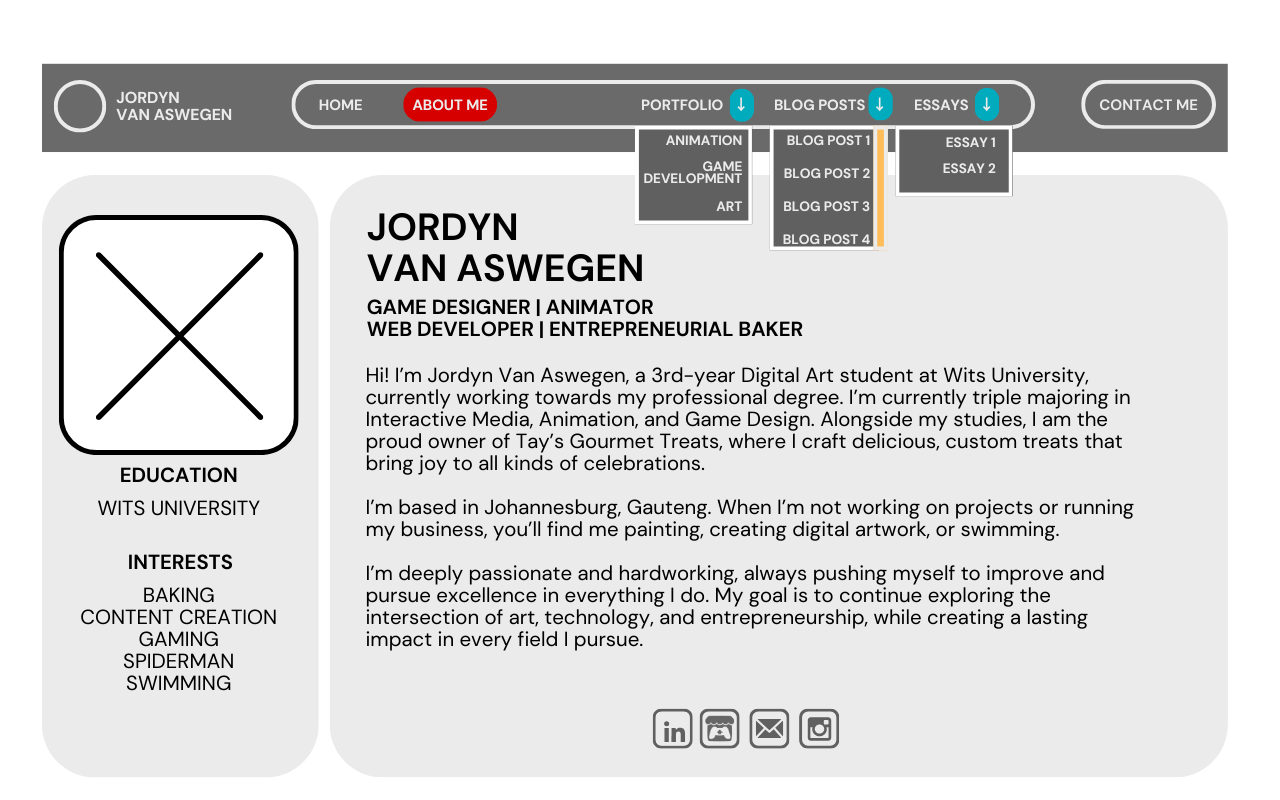 JORDYN
VAN ASWEGEN
HOME
ABOUT ME
PORTFOLIO ↓
BLOG POSTS ↓
ESSAYS ↓
CONTACT ME
ANIMATION
GAME
DEVELOPMENT
ART
BLOG POST 1
BLOG POST 2
BLOG POST 3
BLOG POST 4
ESSAY 1
ESSAY 2
EDUCATION
WITS UNIVERSITY
INTERESTS
BAKING
CONTENT CREATION
GAMING
SPIDERMAN
SWIMMING
JORDYN
VAN ASWEGEN
GAME DESIGNER | ANIMATOR
WEB DEVELOPER | ENTREPRENEURIAL BAKER
Hi! I’m Jordyn Van Aswegen, a 3rd-year Digital Art student at Wits University,
currently working towards my professional degree. I’m currently triple majoring in
Interactive Media, Animation, and Game Design. Alongside my studies, I am the
proud owner of Tay’s Gourmet Treats, where I craft delicious, custom treats that
bring joy to all kinds of celebrations.
I’m based in Johannesburg, Gauteng. When I’m not working on projects or running
my business, you’ll find me painting, creating digital artwork, or swimming.
I’m deeply passionate and hardworking, always pushing myself to improve and
pursue excellence in everything I do. My goal is to continue exploring the
intersection of art, technology, and entrepreneurship, while creating a lasting
impact in every field I pursue.
in